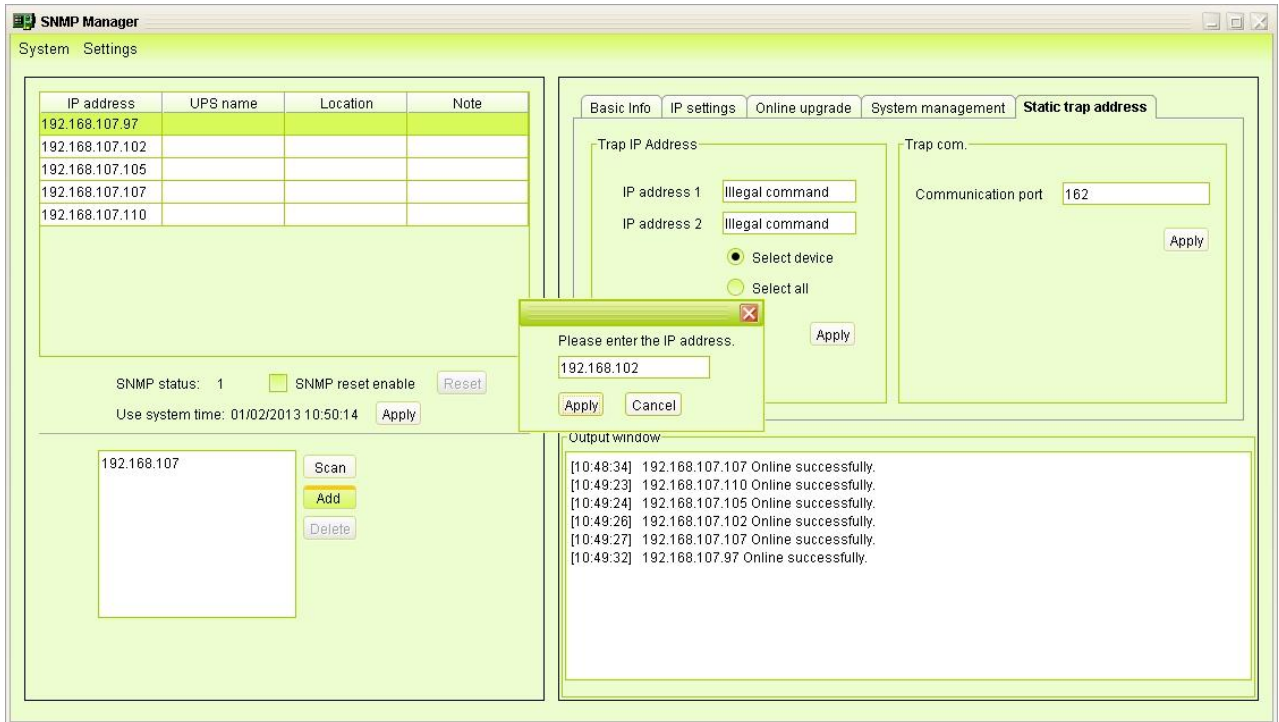 SNMP Manager
System Settings
IP address UPS name Location Note
192.168.107.97
192.168.107.102
192.168.107.105
192.168.107.107
192.168.107.110
SNMP status: 1 SNMP reset enable Reset
Use system time: 01/02/2013 10:50:14 Apply
192.168.107
Scan
Add
Delete
Basic Info IP settings Online upgrade System management Static trap address
Trap IP Address
IP address 1 Illegal command
IP address 2 Illegal command
Select device
Select all
Apply
Trap com.
Communication port 162
Apply
Please enter the IP address.
192.168.102
Apply Cancel
Output window
[10:48:34] 192.168.107.107 Online successfully.
[10:49:23] 192.168.107.110 Online successfully.
[10:49:24] 192.168.107.105 Online successfully.
[10:49:26] 192.168.107.102 Online successfully.
[10:49:27] 192.168.107.107 Online successfully.
[10:49:32] 192.168.107.97 Online successfully.